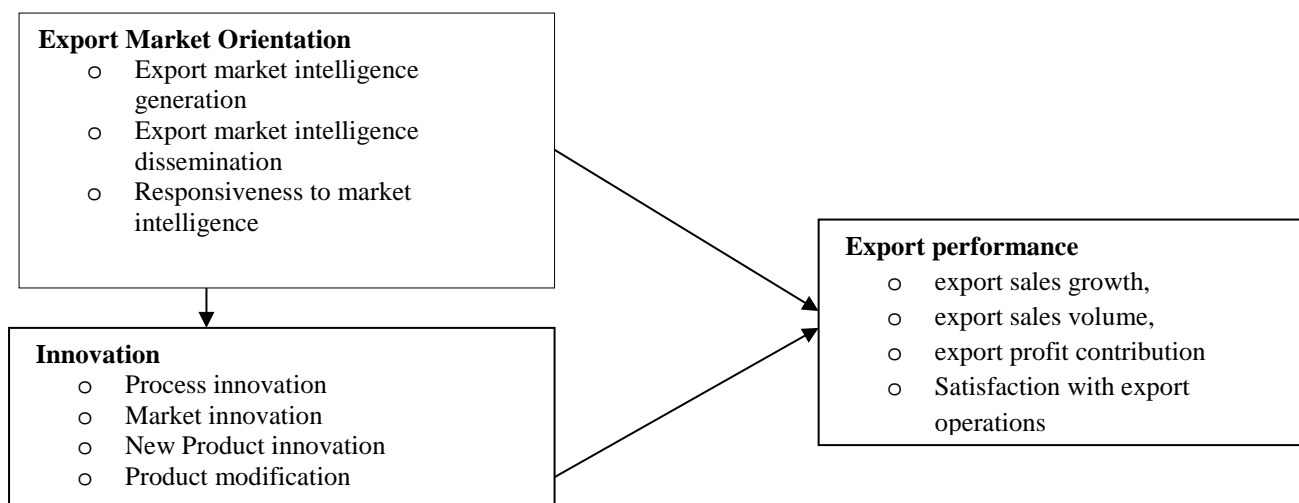 Export Market Orientation
o Export market intelligence
generation
o Export market intelligence
dissemination
o Responsiveness to market
intelligence
Innovation
o Process innovation
o Market innovation
o New Product innovation
o Product modification
Export performance
o export sales growth,
o export sales volume,
o export profit contribution
o Satisfaction with export
operations